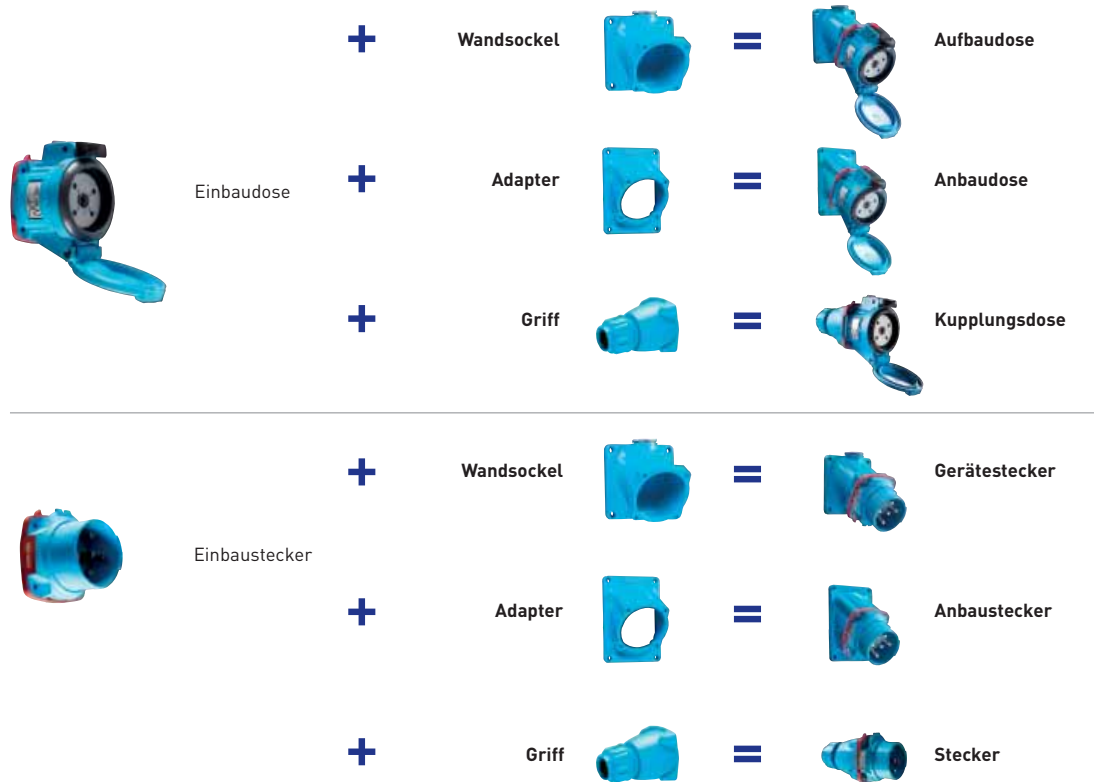 + Wandsockel = Aufbaudose
Einbaudose + Adapter = Anbaudose
+ Griff = Kupplungsdose
+ Wandsockel = Gerätestecker
Einbaustecker
+ Adapter = Anbaustecker
+ Griff = Stecker